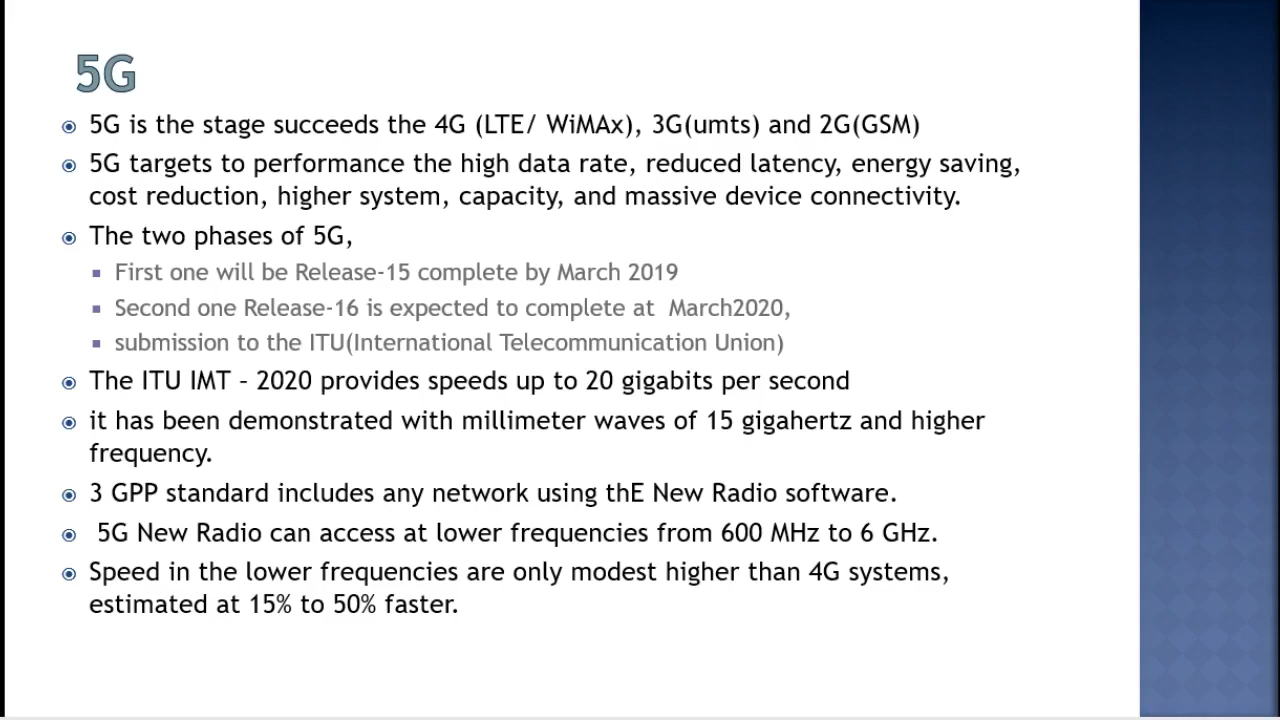 5G
5G is the stage succeeds the 4G (LTE/ WiMAx), 3G(umts) and 2G(GSM)
5G targets to performance the high data rate, reduced latency, energy saving,
cost reduction, higher system, capacity, and massive device connectivity.
The two phases of 5G,
First one will be Release-15 complete by March 2019
Second one Release-16 is expected to complete at  March2020,
submission to the ITU(International Telecommunication Union)
The ITU IMT – 2020 provides speeds up to 20 gigabits per second
it has been demonstrated with millimeter waves of 15 gigahertz and higher
frequency.
3 GPP standard includes any network using thE New Radio software.
5G New Radio can access at lower frequencies from 600 MHz to 6 GHz.
Speed in the lower frequencies are only modest higher than 4G systems,
estimated at 15% to 50% faster.